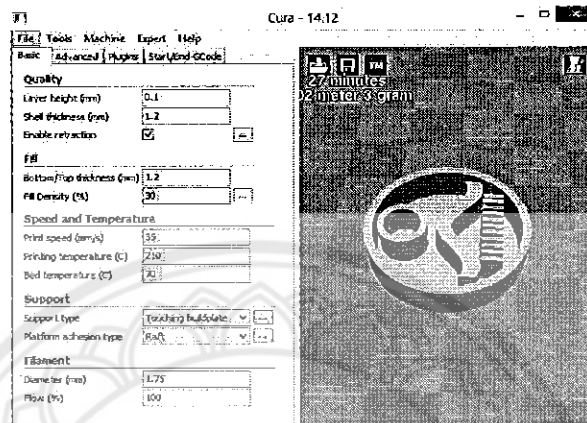 Cura - 14:12
File Tools Machine Expert Help
Basic Advanced Plugins Start/End-GCode
Quality
Layer height (mm) 0.1
Shell thickness (mm) 1.2
Enable retraction
Fill
Bottom/Top thickness (mm) 1.2
Fill Density (%) 30
Speed and Temperature
Print speed (mm/s) 55
Printing temperature (C) 210
Bed temperature (C) 70
Support
Support type Touching buildplate
Platform adhesion type Raft
Filament
Diameter (mm) 1.75
Flow (%) 100
27 minutes
02 meter 3 gram